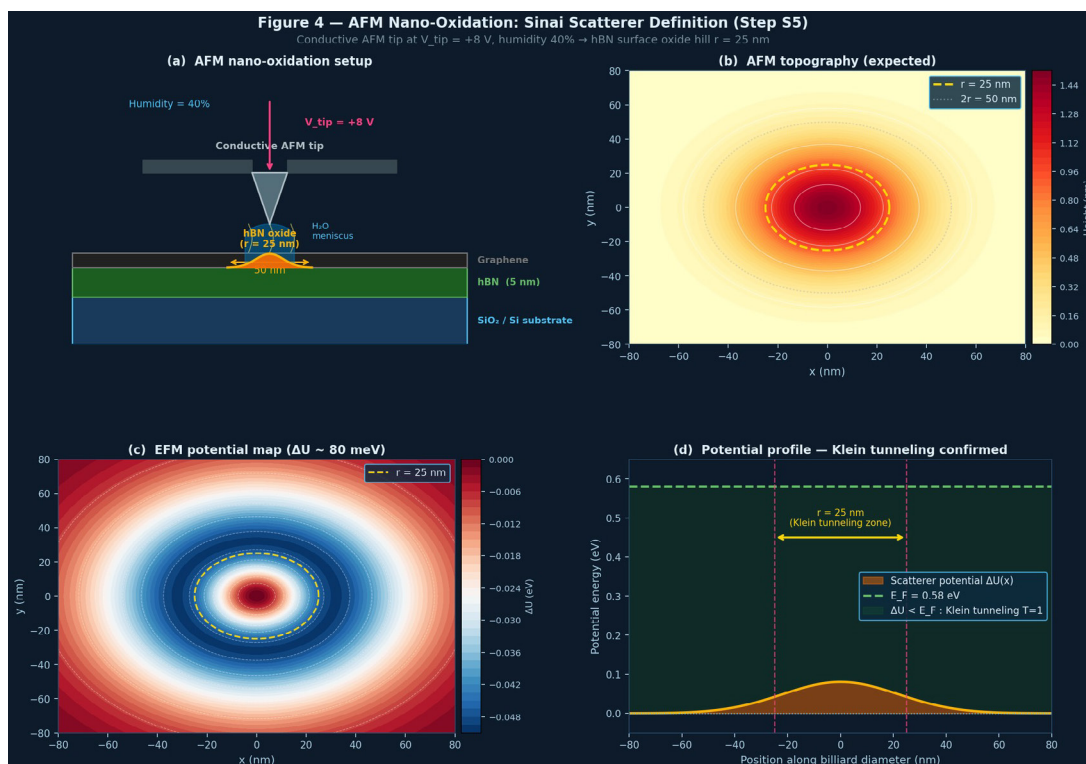 Figure 4 — AFM Nano-Oxidation: Sinai Scatterer Definition (Step S5)
Conductive AFM tip at V_tip = +8 V, humidity 40% → hBN surface oxide hill r = 25 nm
(a) AFM nano-oxidation setup
Humidity = 40%
V_tip = +8 V
Conductive AFM tip
H₂O
meniscus
hBN oxide
(r = 25 nm)
50 nm
Graphene
hBN (5 nm)
SiO₂ / Si substrate
(b) AFM topography (expected)
r = 25 nm
2r = 50 nm
80
60
40
20
0
−20
−40
−60
−80
y (nm)
−80 −60 −40 −20 0 20 40 60 80
x (nm)
1.44
1.28
1.12
0.96
0.80
0.64
0.48
0.32
0.16
0.00
(c) EFM potential map (ΔU ~ 80 meV)
r = 25 nm
80
60
40
20
0
−20
−40
−60
−80
y (nm)
−80 −60 −40 −20 0 20 40 60 80
x (nm)
0.000
−0.006
−0.012
−0.018
−0.024
−0.030
−0.036
−0.042
−0.048
ΔU (eV)
(d) Potential profile — Klein tunneling confirmed
r = 25 nm
(Klein tunneling zone)
Scatterer potential ΔU(x)
E_F = 0.58 eV
ΔU < E_F : Klein tunneling T=1
0.6
0.5
0.4
0.3
0.2
0.1
0.0
Potential energy (eV)
−80 −60 −40 −20 0 20 40 60 80
Position along billiard diameter (nm)